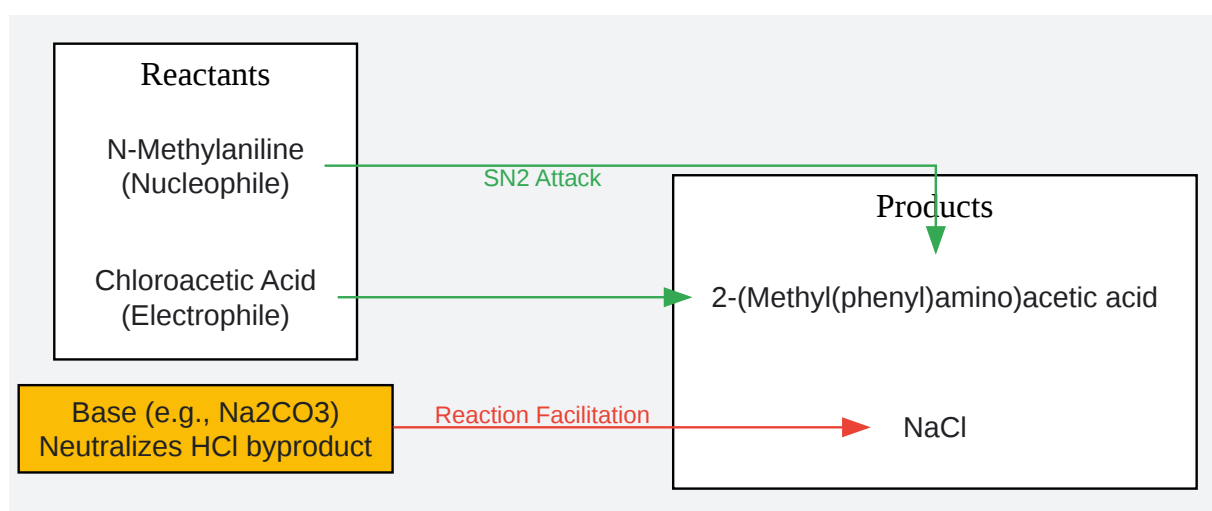 Reactants
N-Methylaniline
(Nucleophile)
SN2 Attack
Products
Chloroacetic Acid
(Electrophile)
2-(Methyl(phenyl)amino)acetic acid
Base (e.g., Na2CO3)
Neutralizes HCl byproduct
Reaction Facilitation
NaCl